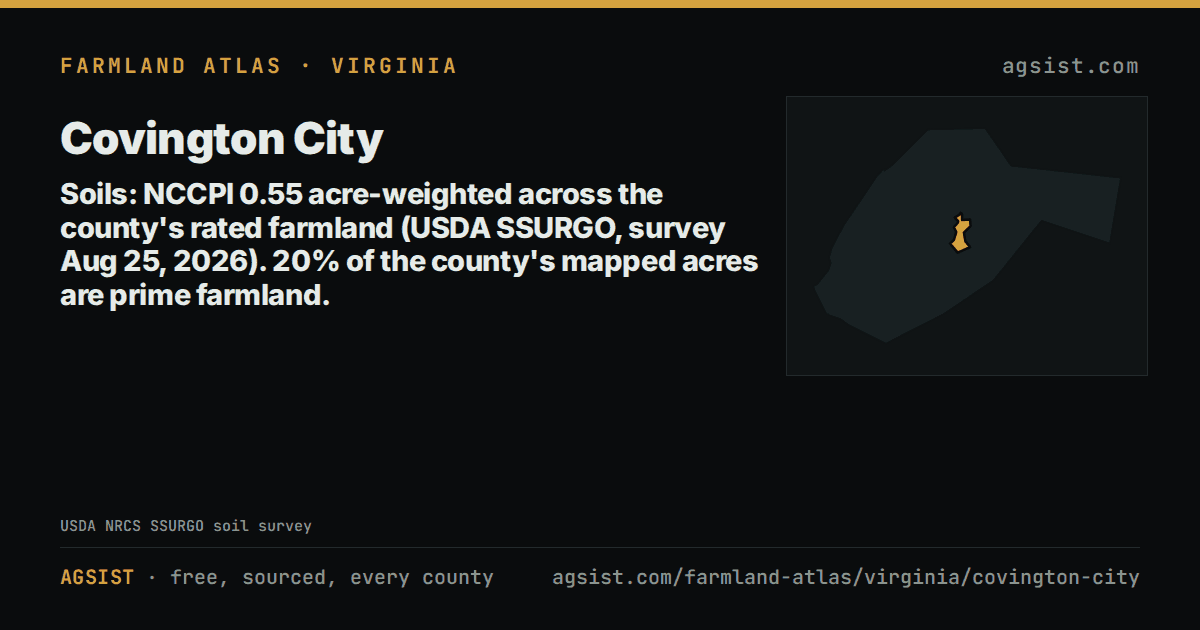 FARMLAND ATLAS · VIRGINIA
agsist.com
Covington City
Soils: NCCPI 0.55 acre-weighted across the
county's rated farmland (USDA SSURGO, survey
Aug 25, 2026). 20% of the county's mapped acres
are prime farmland.
USDA NRCS SSURGO soil survey
AGSIST · free, sourced, every county
agsist.com/farmland-atlas/virginia/covington-city